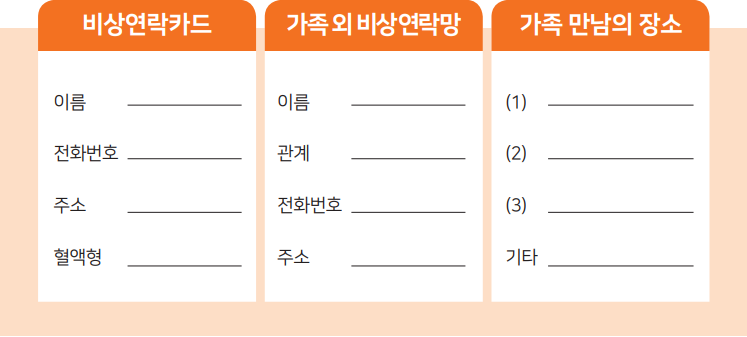 비상연락카드
이름
전화번호
주소
혈액형
가족 외 비상연락망
이름
관계
전화번호
주소
가족 만남의 장소
(1)
(2)
(3)
기타